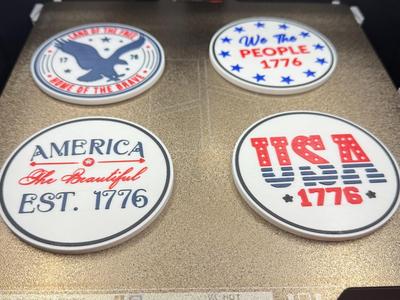 LAND OF THE FREE
17 76
HOME OF THE BRAVE
We The
PEOPLE
1776
AMERICA
The Beautiful
EST. 1776
USA
1776
HOT